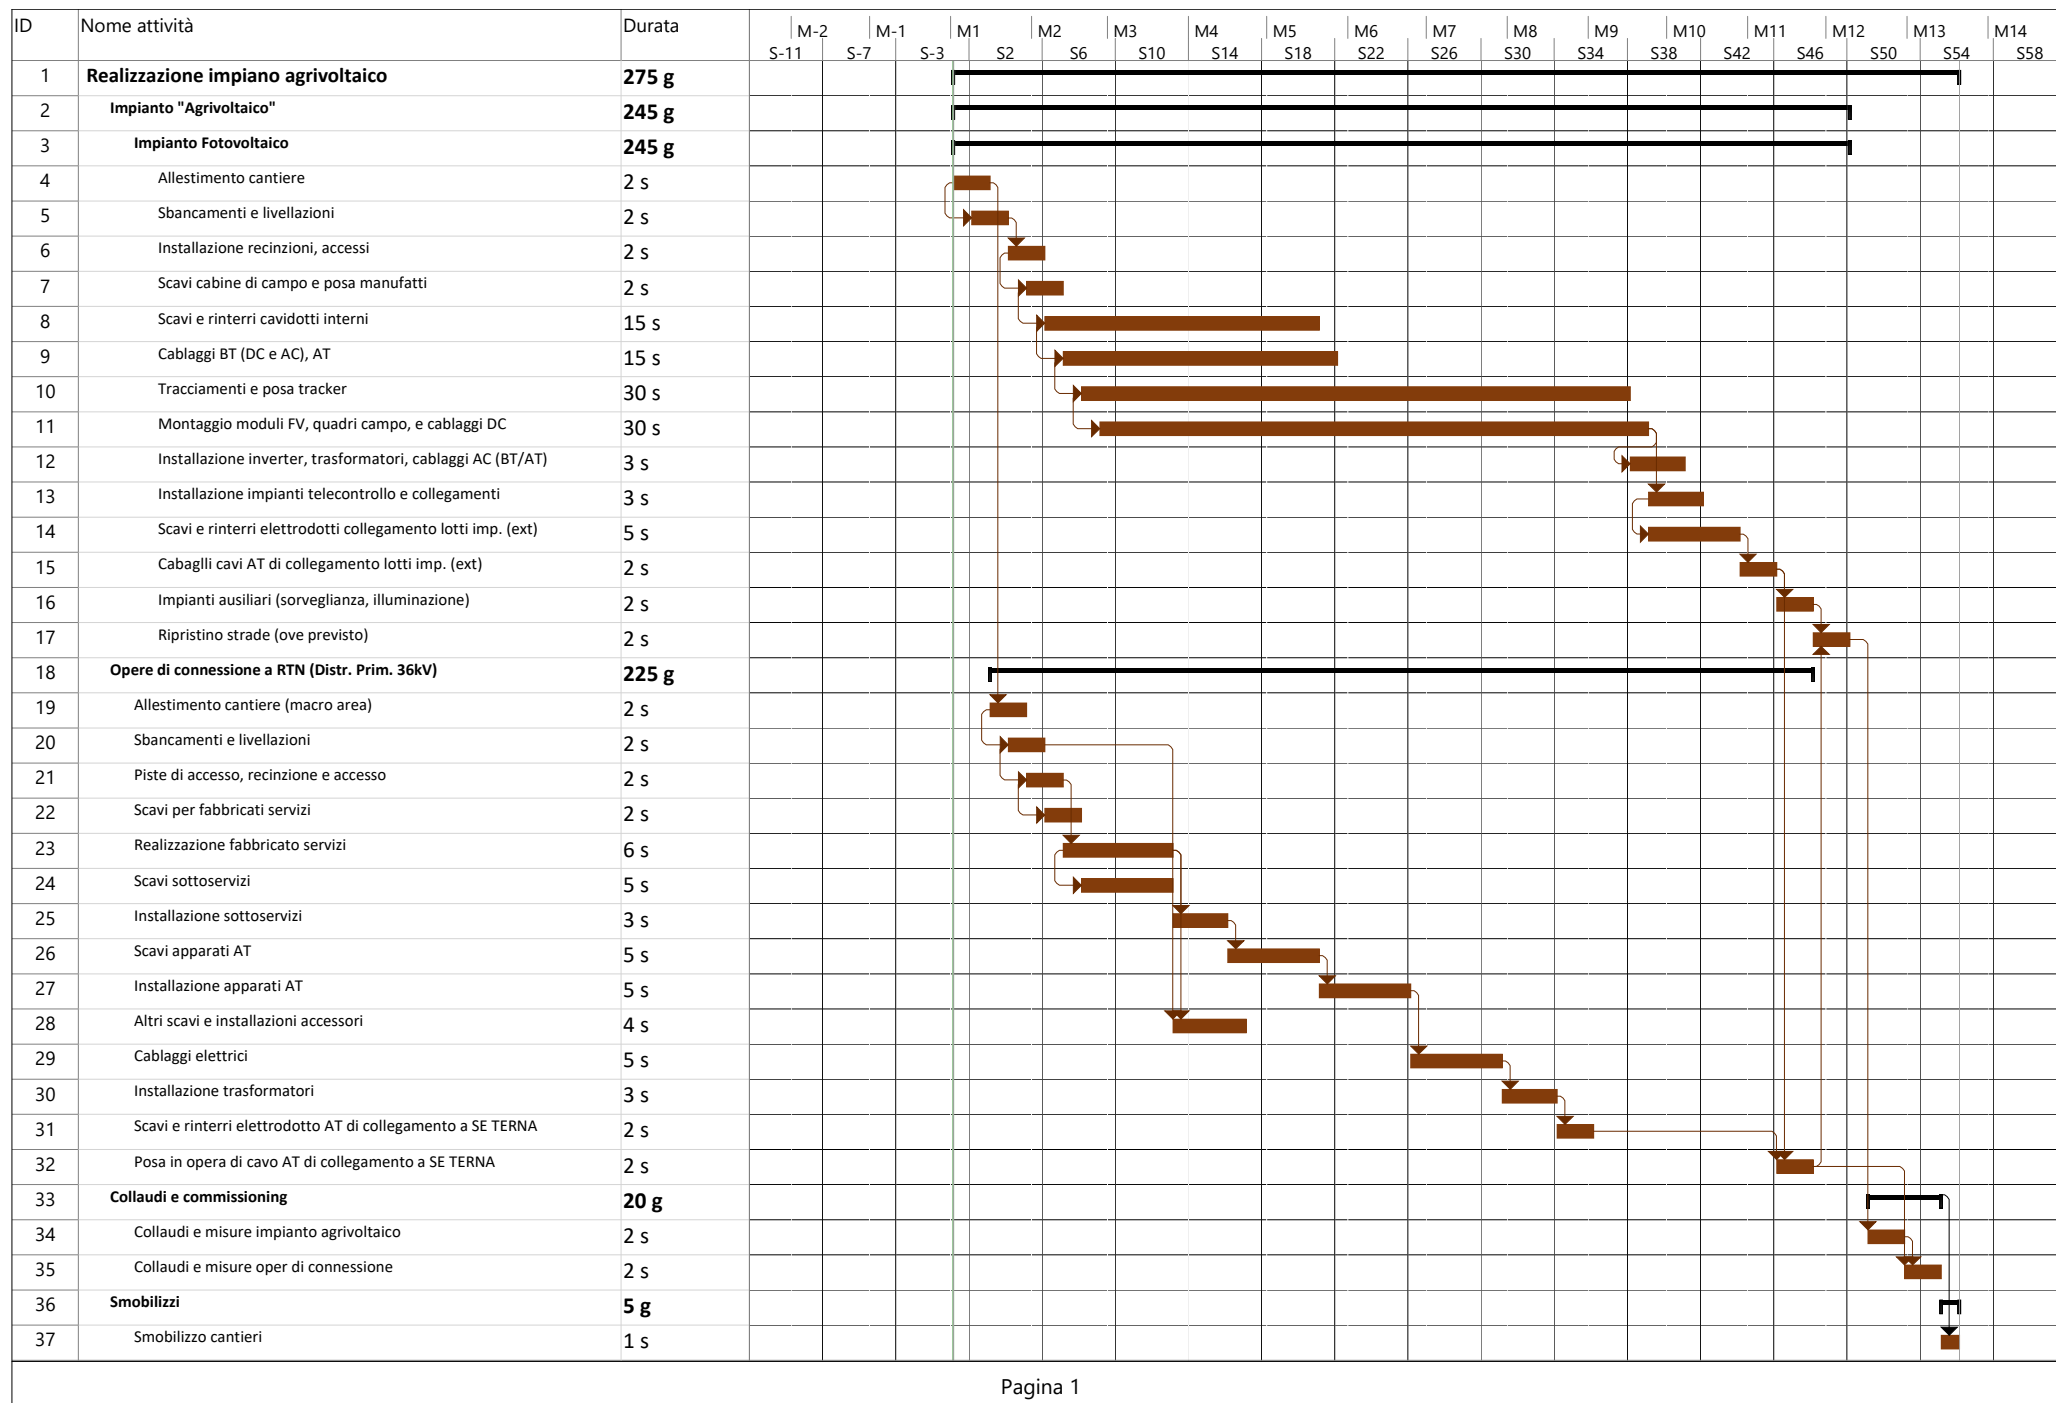 ID Nome attività Durata M-2 M-1 M1 M2 M3 M4 M5 M6 M7 M8 M9 M10 M11 M12 M13 M14
S-11 S-7 S-3 S2 S6 S10 S14 S18 S22 S26 S30 S34 S38 S42 S46 S50 S54 S58
1 Realizzazione impiano agrivoltaico 275 g
2 Impianto "Agrivoltaico" 245 g
3 Impianto Fotovoltaico 245 g
4 Allestimento cantiere 2 s
5 Sbancamenti e livellazioni 2 s
6 Installazione recinzioni, accessi 2 s
7 Scavi cabine di campo e posa manufatti 2 s
8 Scavi e rinterri cavidotti interni 15 s
9 Cablaggi BT (DC e AC), AT 15 s
10 Tracciamenti e posa tracker 30 s
11 Montaggio moduli FV, quadri campo, e cablaggi DC 30 s
12 Installazione inverter, trasformatori, cablaggi AC (BT/AT) 3 s
13 Installazione impianti telecontrollo e collegamenti 3 s
14 Scavi e rinterri elettrodotti collegamento lotti imp. (ext) 5 s
15 Cabaglli cavi AT di collegamento lotti imp. (ext) 2 s
16 Impianti ausiliari (sorveglianza, illuminazione) 2 s
17 Ripristino strade (ove previsto) 2 s
18 Opere di connessione a RTN (Distr. Prim. 36kV) 225 g
19 Allestimento cantiere (macro area) 2 s
20 Sbancamenti e livellazioni 2 s
21 Piste di accesso, recinzione e accesso 2 s
22 Scavi per fabbricati servizi 2 s
23 Realizzazione fabbricato servizi 6 s
24 Scavi sottoservizi 5 s
25 Installazione sottoservizi 3 s
26 Scavi apparati AT 5 s
27 Installazione apparati AT 5 s
28 Altri scavi e installazioni accessori 4 s
29 Cablaggi elettrici 5 s
30 Installazione trasformatori 3 s
31 Scavi e rinterri elettrodotto AT di collegamento a SE TERNA 2 s
32 Posa in opera di cavo AT di collegamento a SE TERNA 2 s
33 Collaudi e commissioning 20 g
34 Collaudi e misure impianto agrivoltaico 2 s
35 Collaudi e misure oper di connessione 2 s
36 Smobilizzi 5 g
37 Smobilizzo cantieri 1 s
Pagina 1